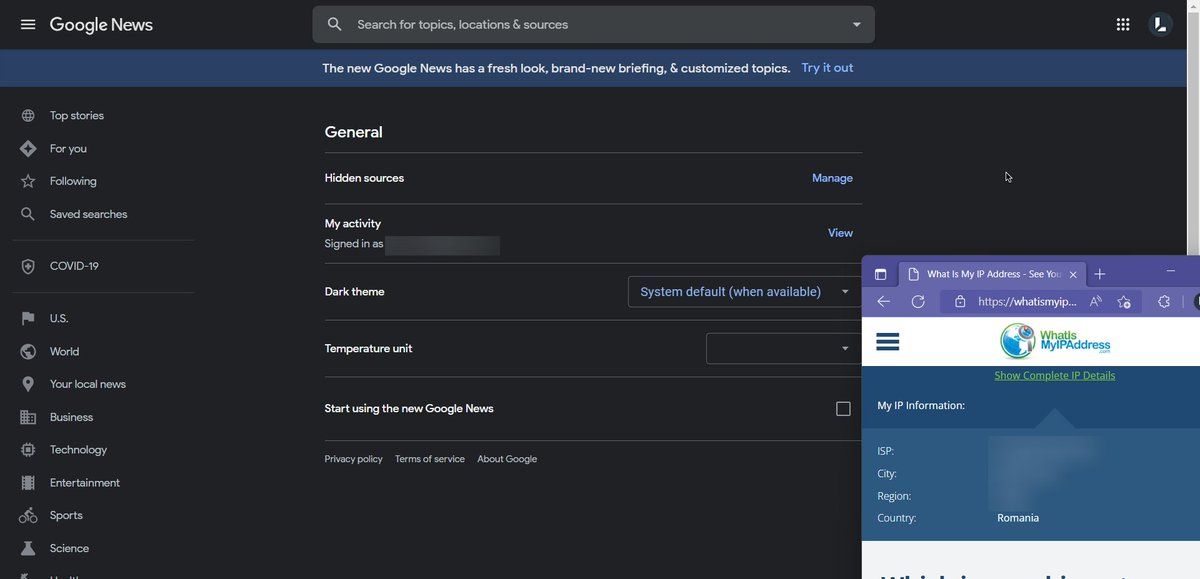 Google News
Search for topics, locations & sources
The new Google News has a fresh look, brand-new briefing, & customized topics. Try it out
Top stories
For you
Following
Saved searches
COVID-19
U.S.
World
Your local news
Business
Technology
Entertainment
Sports
Science
General
Hidden sources Manage
My activity
Signed in as
View
Dark theme System default (when available)
Temperature unit
Start using the new Google News
Privacy policy Terms of service About Google
What Is My IP Address - See You
https://whatismyip...
WhatIs
MyIPAddress
.com
Show Complete IP Details
My IP Information:
ISP:
City:
Region:
Country: Romania